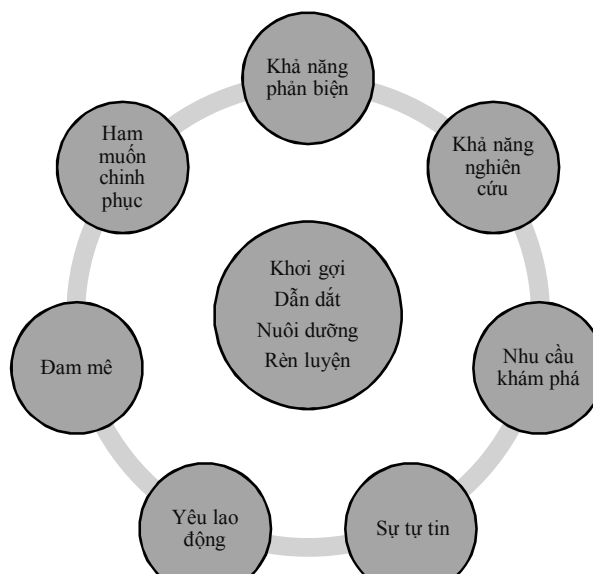 Khả năng
phản biện
Khả năng
nghiên
cứu
Nhu cầu
khám phá
Sự tự tin
Yêu lao
động
Đam mê
Ham
muốn
chinh
phục
Khơi gợi
Dẫn dắt
Nuôi dưỡng
Rèn luyện